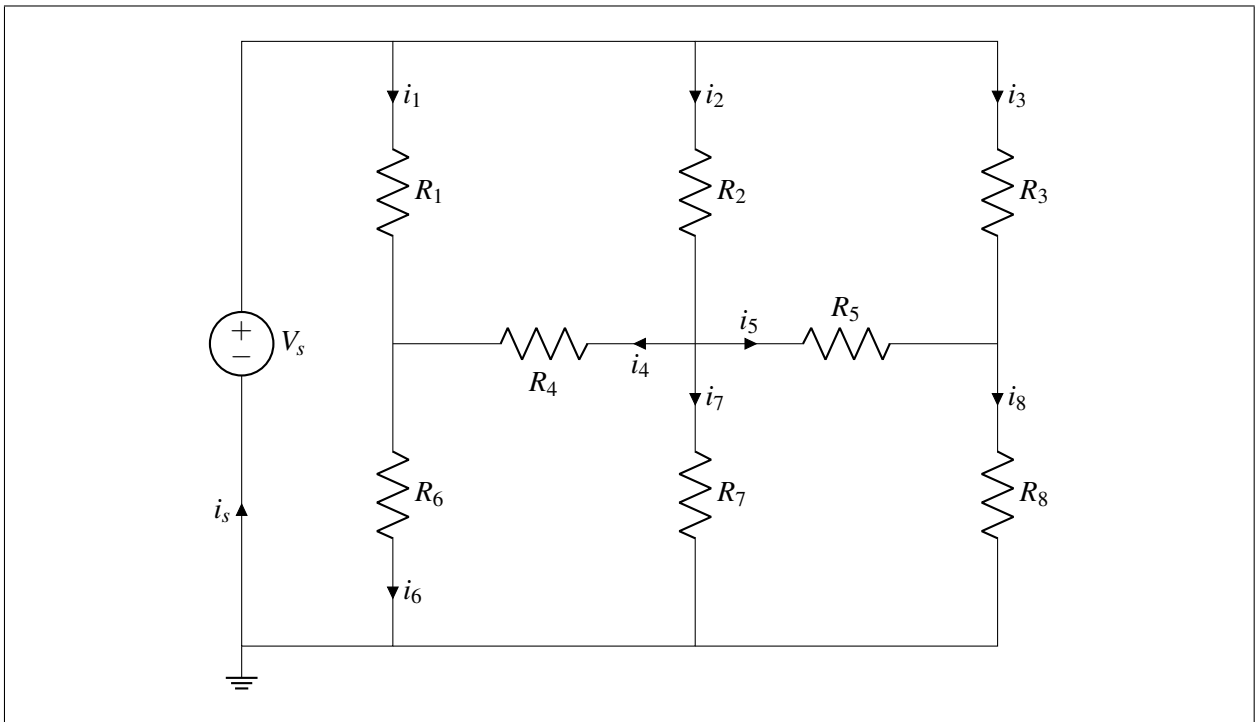 i₁ i₂ i₃
R₁ R₂ R₃
R₅
i₅
+
− Vₛ
i₄
R₄
i₇ i₈
R₆ R₇ R₈
iₛ
i₆